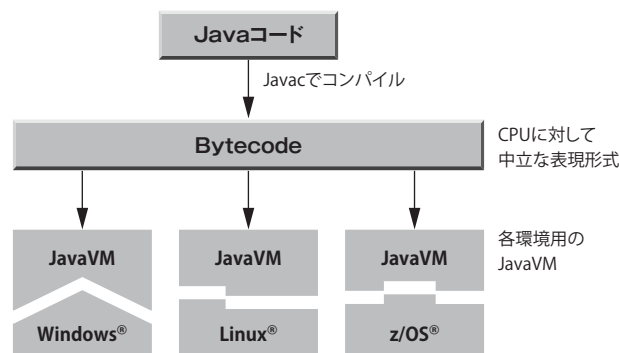 Javaコード
Javacでコンパイル
Bytecode
CPUに対して
中立な表現形式
JavaVM
JavaVM
JavaVM
各環境用の
JavaVM
Windows®
Linux®
z/OS®